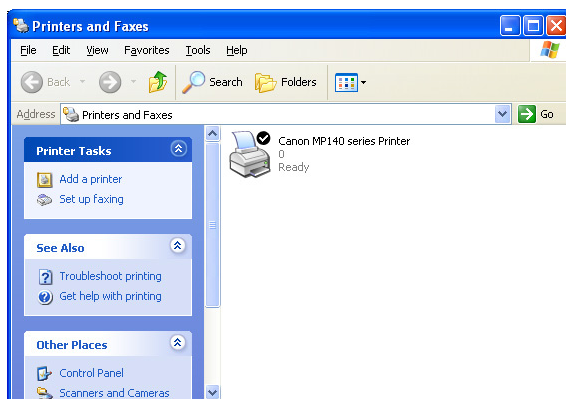 Printers and Faxes
File Edit View Favorites Tools Help
Back Search Folders
Address Printers and Faxes Go
Printer Tasks
Add a printer
Set up faxing
See Also
Troubleshoot printing
Get help with printing
Other Places
Control Panel
Scanners and Cameras
Canon MP140 series Printer
0
Ready